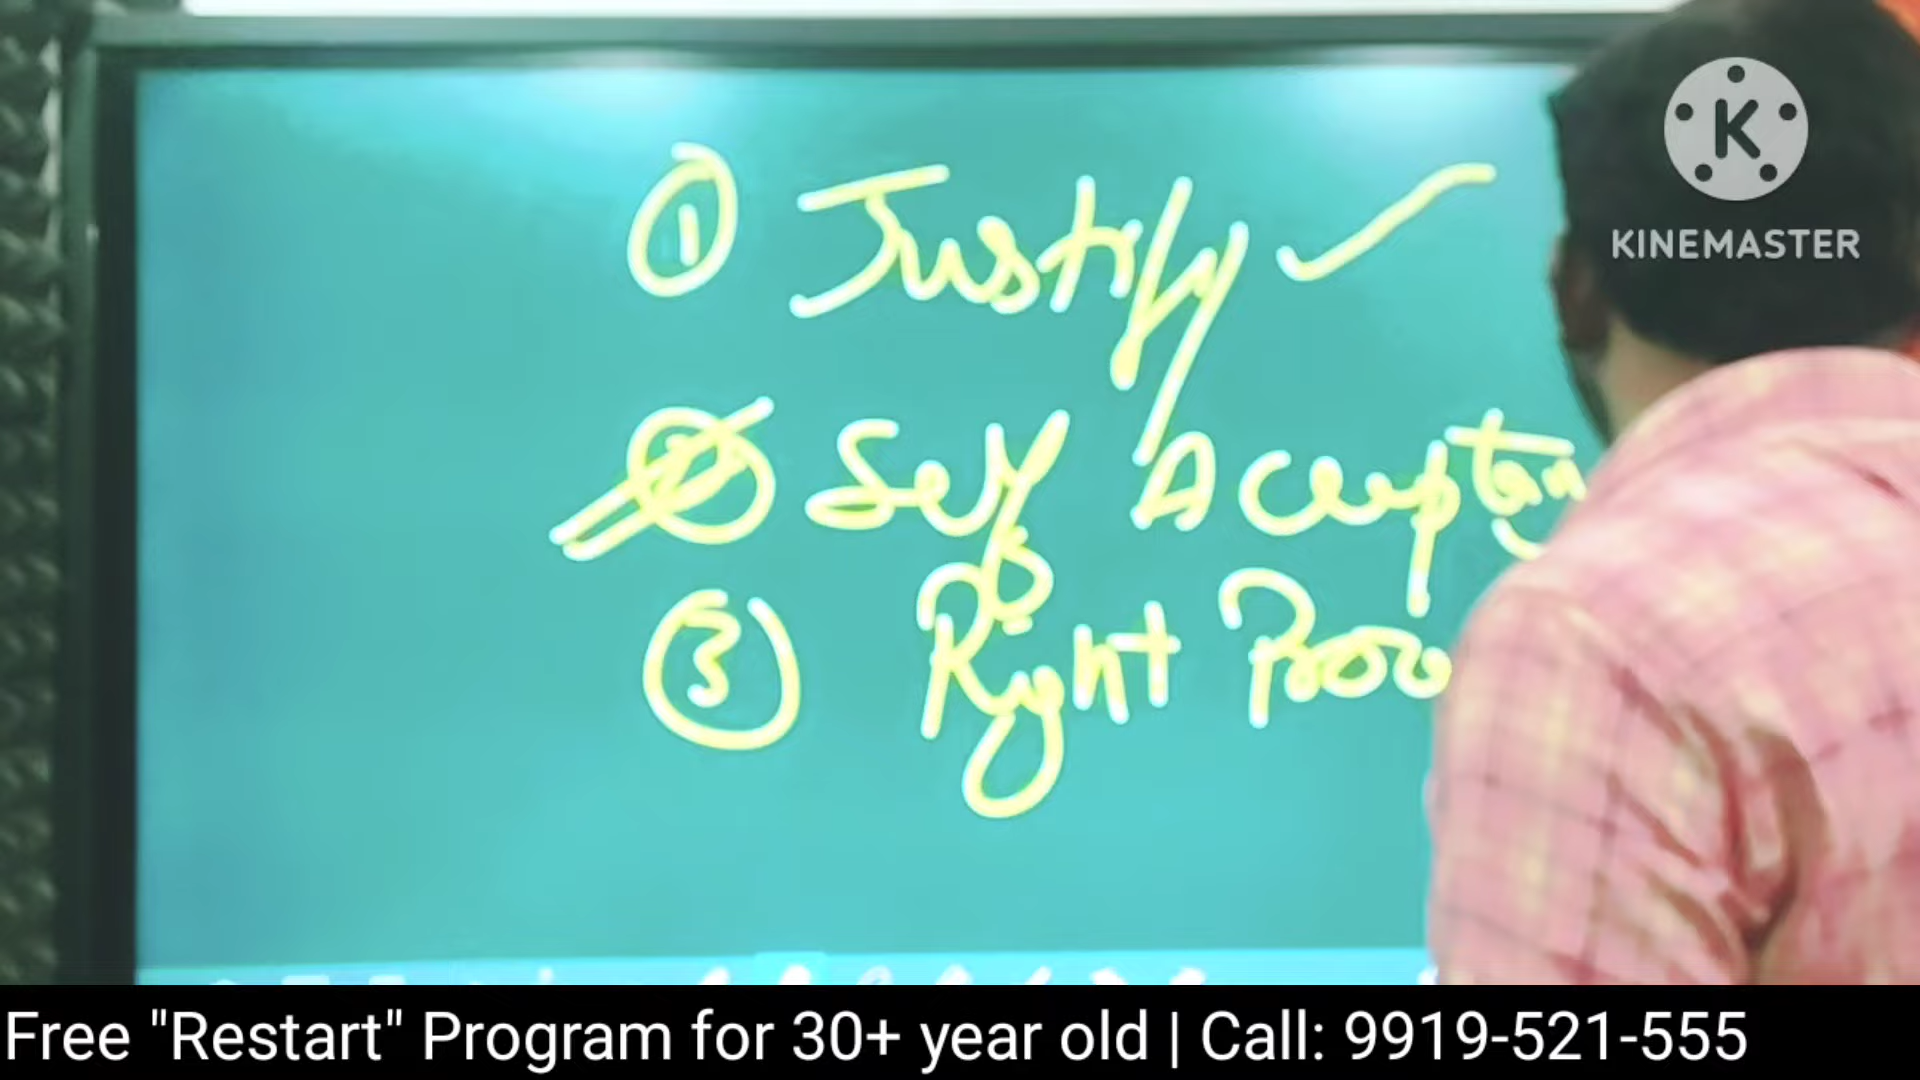 ① Justify ✓
② Self Acceptan
③ Right Proo
K
KINEMASTER
Free "Restart" Program for 30+ year old | Call: 9919-521-555